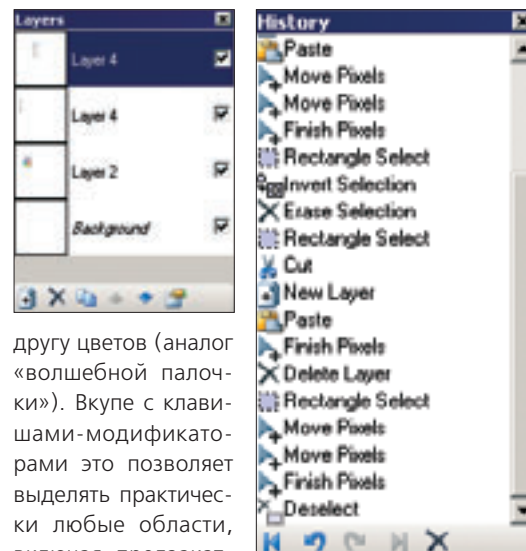 Layers
Layer 4
Layer 4
Layer 2
Background
другу цветов (аналог
«волшебной палоч-
ки»). Вкупе с клави-
шами-модификато-
рами это позволяет
выделять практичес-
ки любые области,
History
Paste
Move Pixels
Move Pixels
Finish Pixels
Rectangle Select
Invert Selection
Erase Selection
Rectangle Select
Cut
New Layer
Paste
Finish Pixels
Delete Layer
Rectangle Select
Move Pixels
Move Pixels
Finish Pixels
Deselect